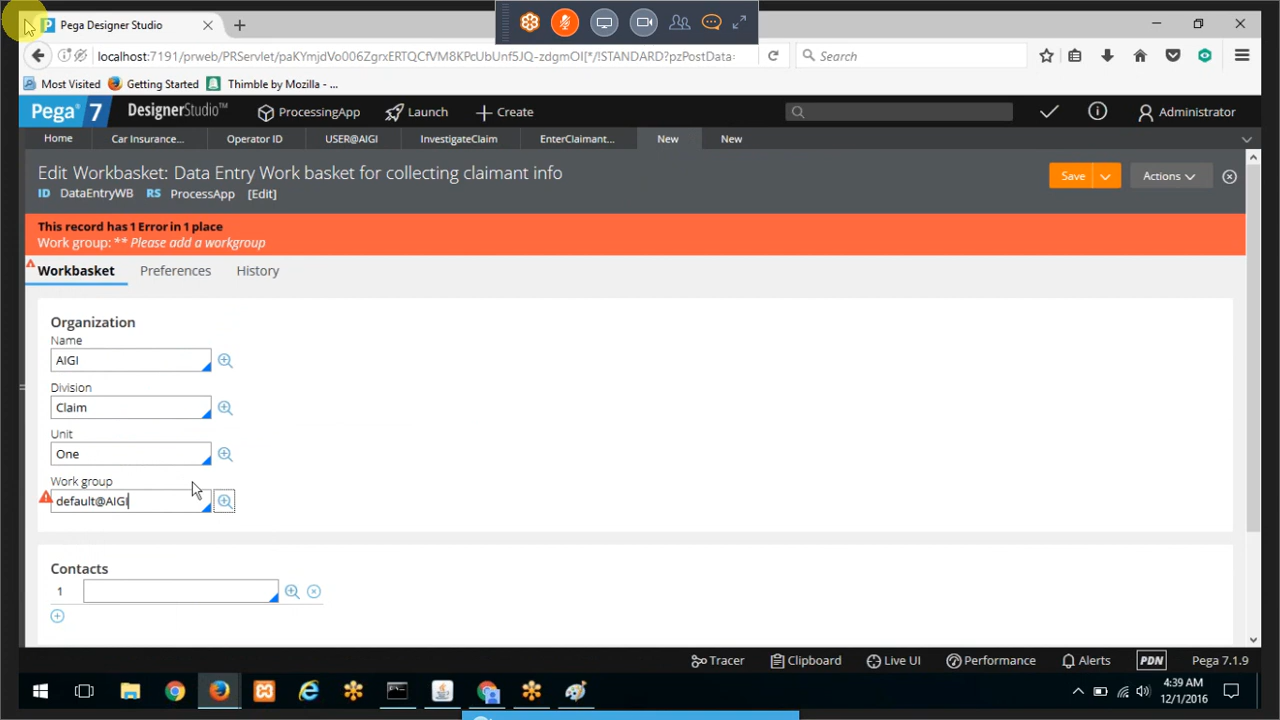 Pega Designer Studio
localhost:7191/prweb/PRServlet/paKYmjdVo006ZgrxERTQCfVM8KPcUbUnf5JQ-zdgmOI[*/!STANDARD?pzPostData=
Search
Most Visited Getting Started Thimble by Mozilla - ...
Pega 7 DesignerStudio™ ProcessingApp Launch Create Administrator
Home Car Insurance... Operator ID USER@AIGI InvestigateClaim EnterClaimant... New New
Edit Workbasket: Data Entry Work basket for collecting claimant info
Save Actions
ID DataEntryWB RS ProcessApp [Edit]
This record has 1 Error in 1 place
Work group: ** Please add a workgroup
Workbasket Preferences History
Organization
Name
AIGI
Division
Claim
Unit
One
Work group
default@AIGI
Contacts
1
Tracer Clipboard Live UI Performance Alerts PDN Pega 7.1.9
4:39 AM
12/1/2016